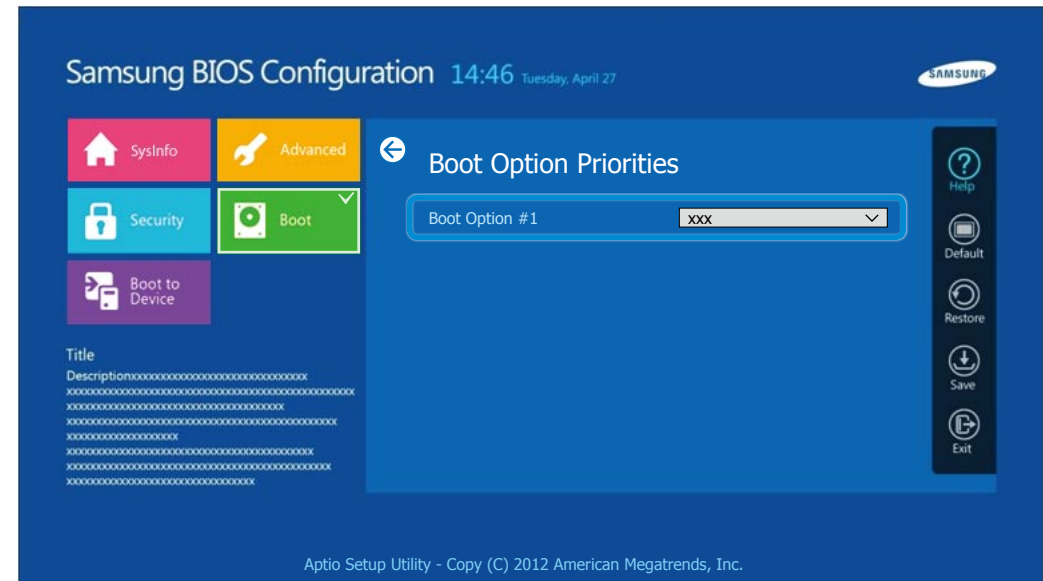 Samsung BIOS Configuration 14:46 Tuesday, April 27
SAMSUNG
SysInfo
Advanced
Security
Boot
Boot to
Device
Boot Option Priorities
Boot Option #1 xxx
Help
Default
Restore
Save
Exit
Title
Descriptionxxxxxxxxxxxxxxxxxxxxxxxxxxxxxx
xxxxxxxxxxxxxxxxxxxxxxxxxxxxxxxxxxxxxxxxxxxxxxxxx
xxxxxxxxxxxxxxxxxxxxxxxxxxxxxxxxxxxxx
xxxxxxxxxxxxxxxxxxxxxxxxxxxxxxxxxxxxxxxxxxxxxx
xxxxxxxxxxxxxxxxxxx
xxxxxxxxxxxxxxxxxxxxxxxxxxxxxxxxxxxxxxxxxx
xxxxxxxxxxxxxxxxxxxxxxxxxxxxxxxxxxxxxxxxxxxxx
xxxxxxxxxxxxxxxxxxxxxxxxxxxxxxxx
Aptio Setup Utility - Copy (C) 2012 American Megatrends, Inc.